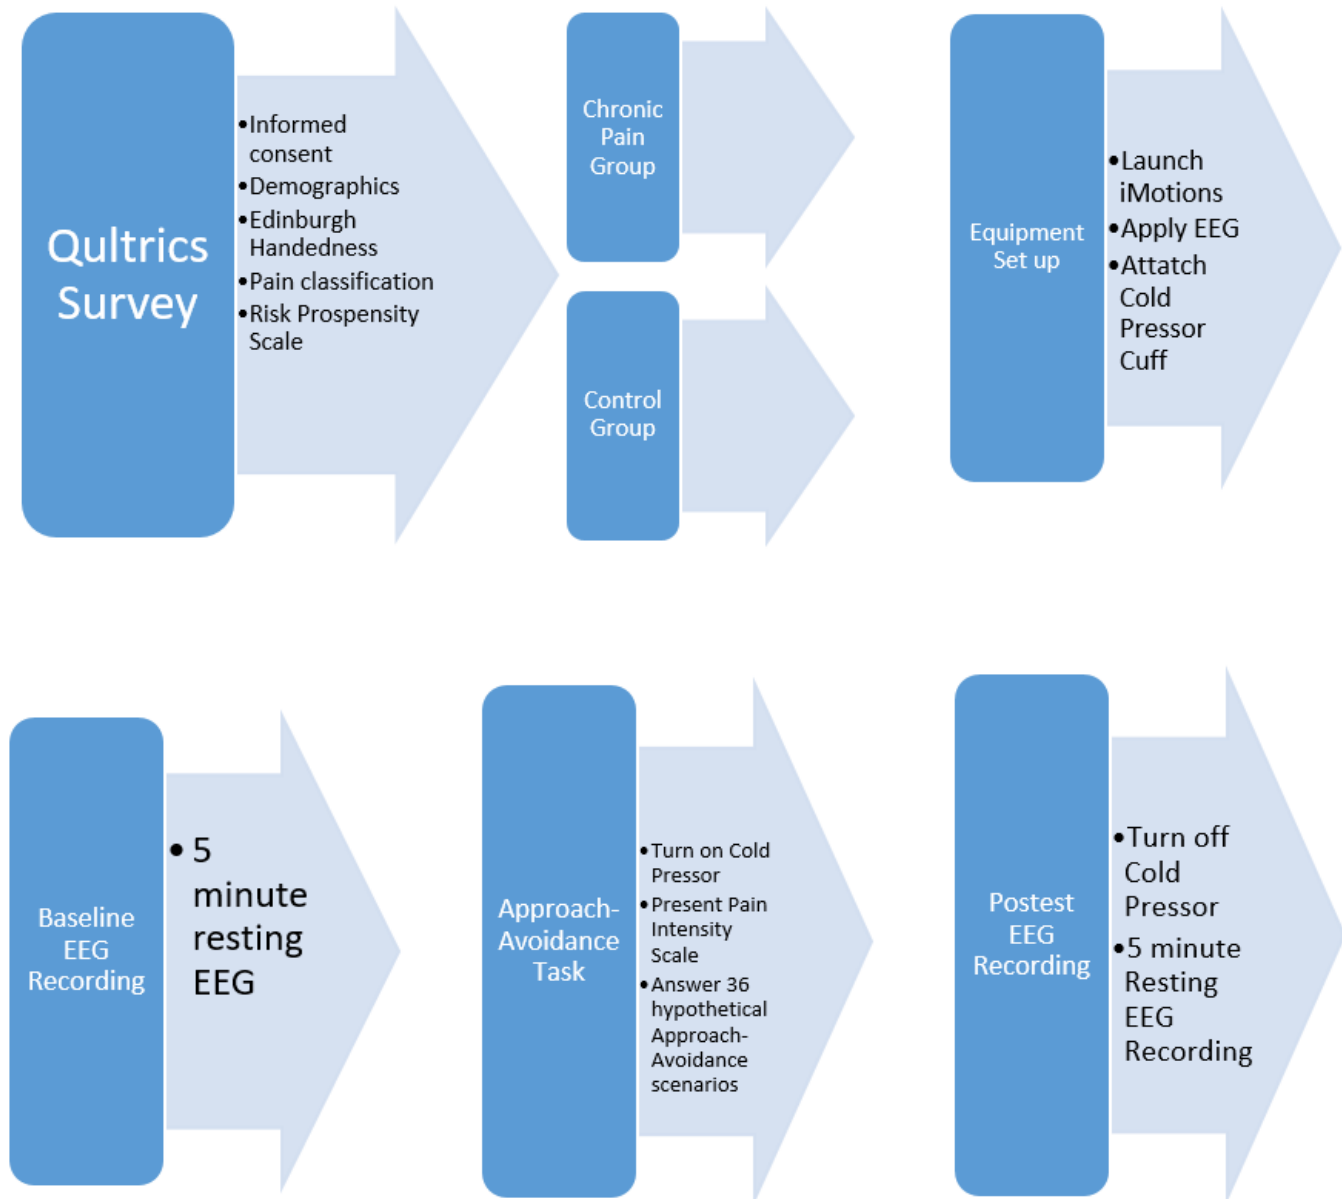 Qultrics
Survey
•Informed
consent
•Demographics
•Edinburgh
Handedness
•Pain classification
•Risk Prospensity
Scale
Chronic
Pain
Group
Control
Group
Equipment
Set up
•Launch
iMotions
•Apply EEG
•Attatch
Cold
Pressor
Cuff
Baseline
EEG
Recording
• 5
minute
resting
EEG
Approach-
Avoidance
Task
•Turn on Cold
Pressor
•Present Pain
Intensity
Scale
•Answer 36
hypothetical
Approach-
Avoidance
scenarios
Postest
EEG
Recording
•Turn off
Cold
Pressor
•5 minute
Resting
EEG
Recording